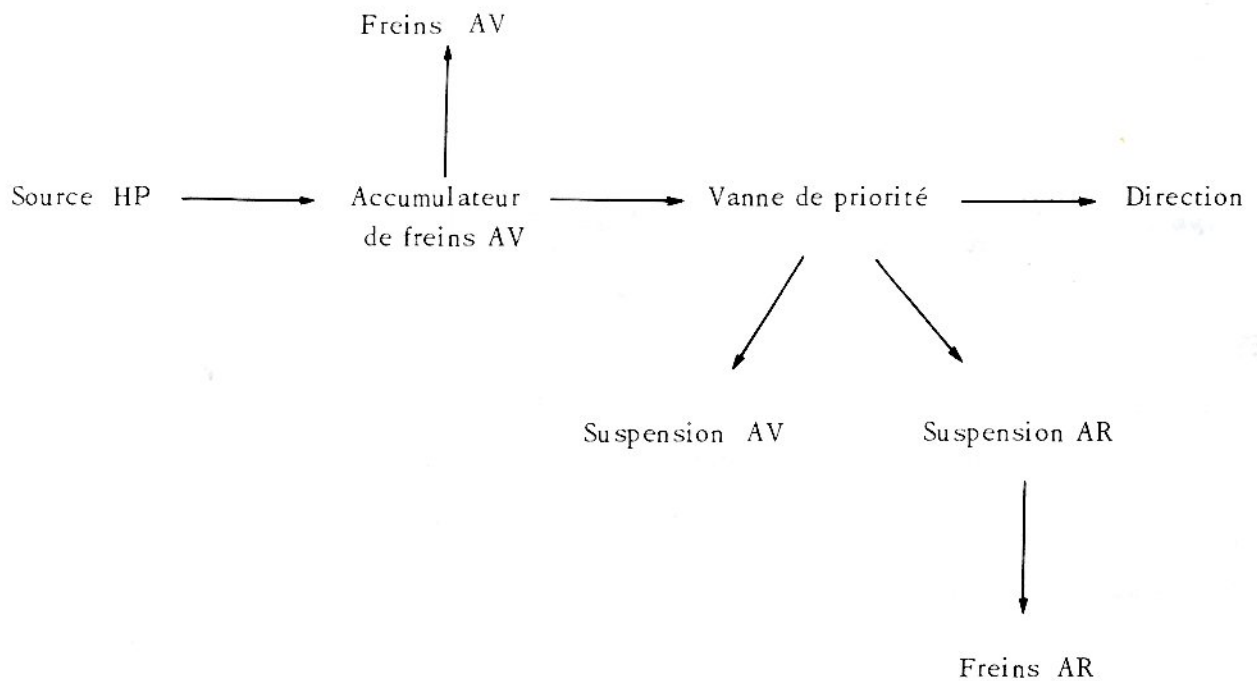 Freins AV
Source HP
Accumulateur
de freins AV
Vanne de priorité
Direction
Suspension AV
Suspension AR
Freins AR